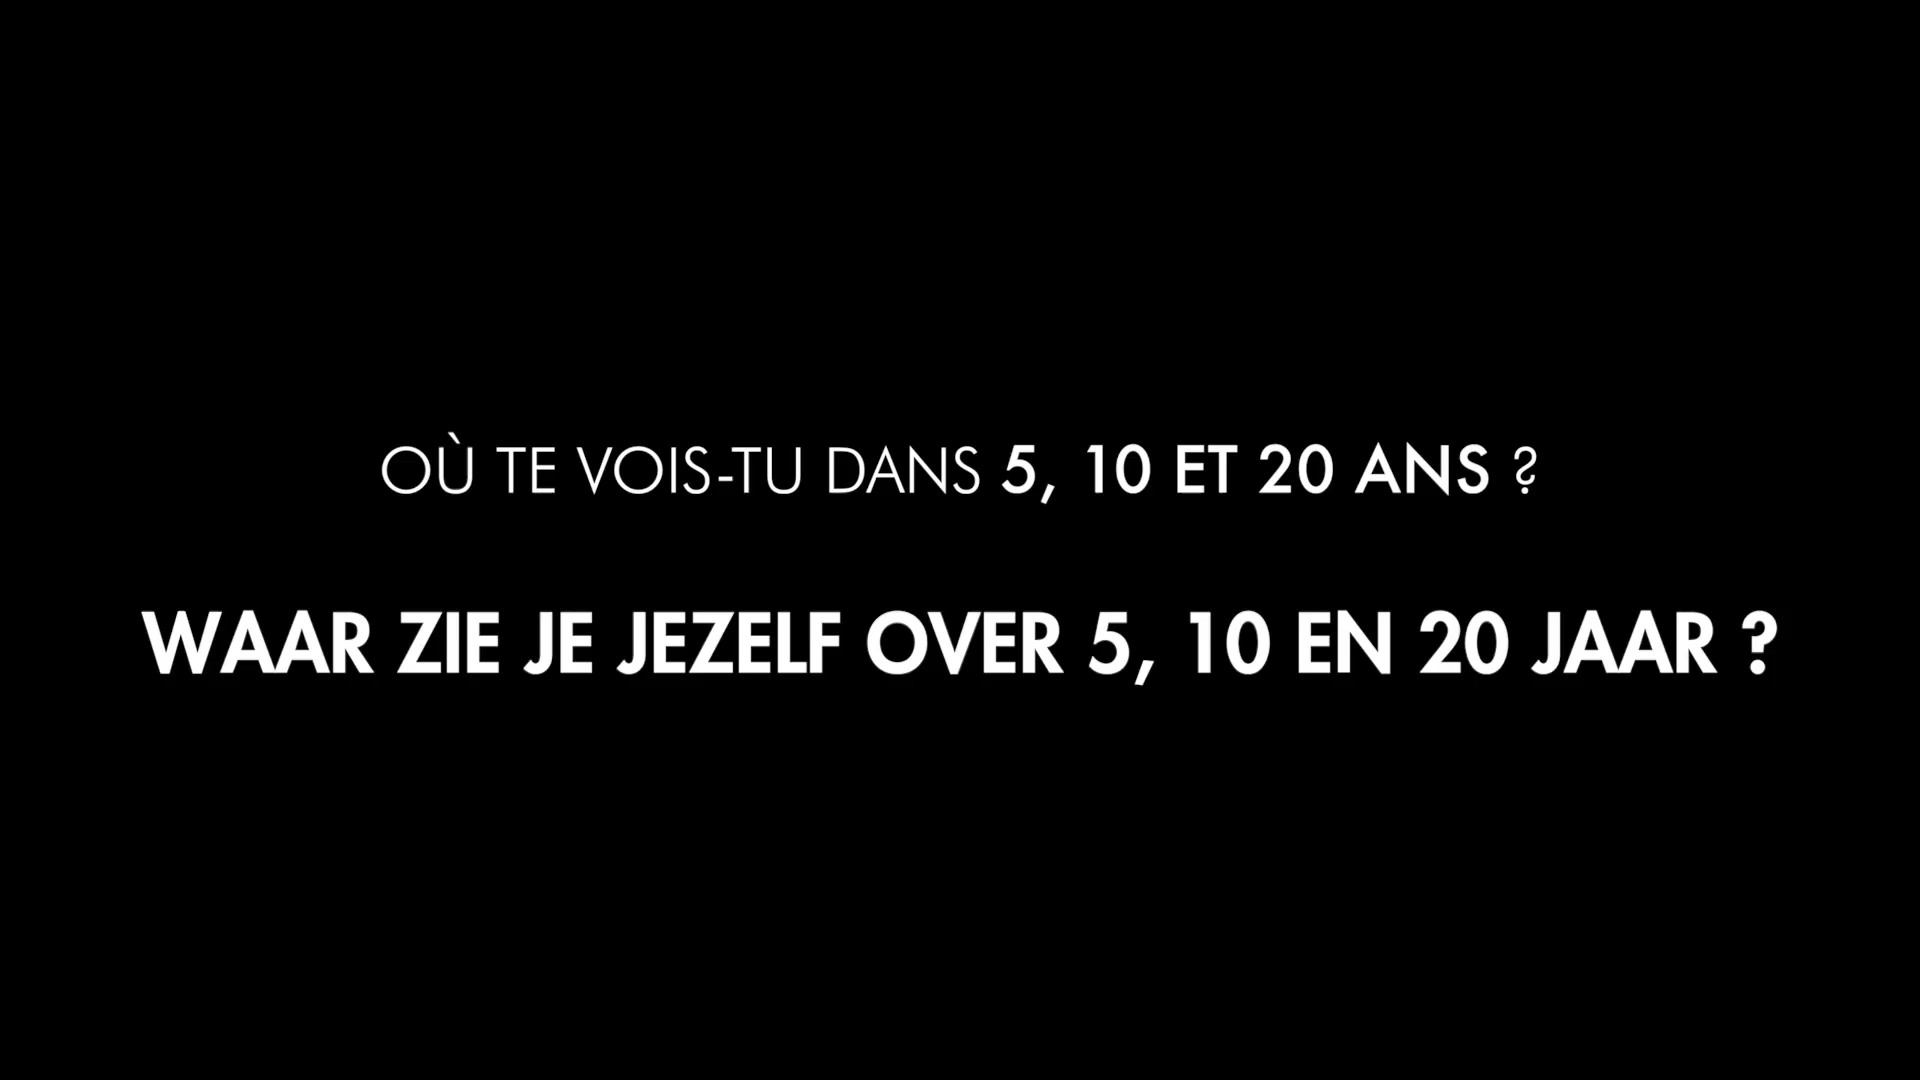 OÙ TE VOIS-TU DANS 5, 10 ET 20 ANS ?
WAAR ZIE JE JEZELF OVER 5, 10 EN 20 JAAR ?